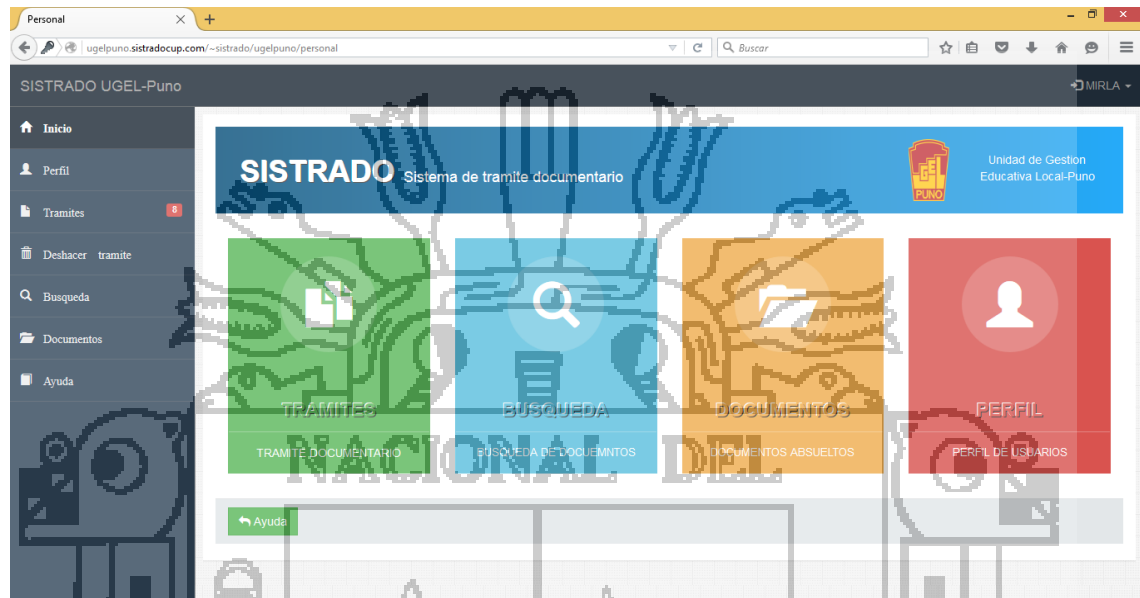 Personal
ugelpuno.sistradocup.com/~sistrado/ugelpuno/personal
Buscar
SISTRADO UGEL-Puno
MIRLA
Inicio
Perfil
Tramites 8
Deshacer tramite
Busqueda
Documentos
Ayuda
SISTRADO Sistema de tramite documentario
UGEL
PUNO
Unidad de Gestion
Educativa Local-Puno
TRAMITES
TRAMITE DOCUMENTARIO
BUSQUEDA
BUSQUEDA DE DOCUEMNTOS
DOCUMENTOS
DOCUMENTOS ABSUELTOS
PERFIL
PERFIL DE USUARIOS
NACIONAL DEL
Ayuda